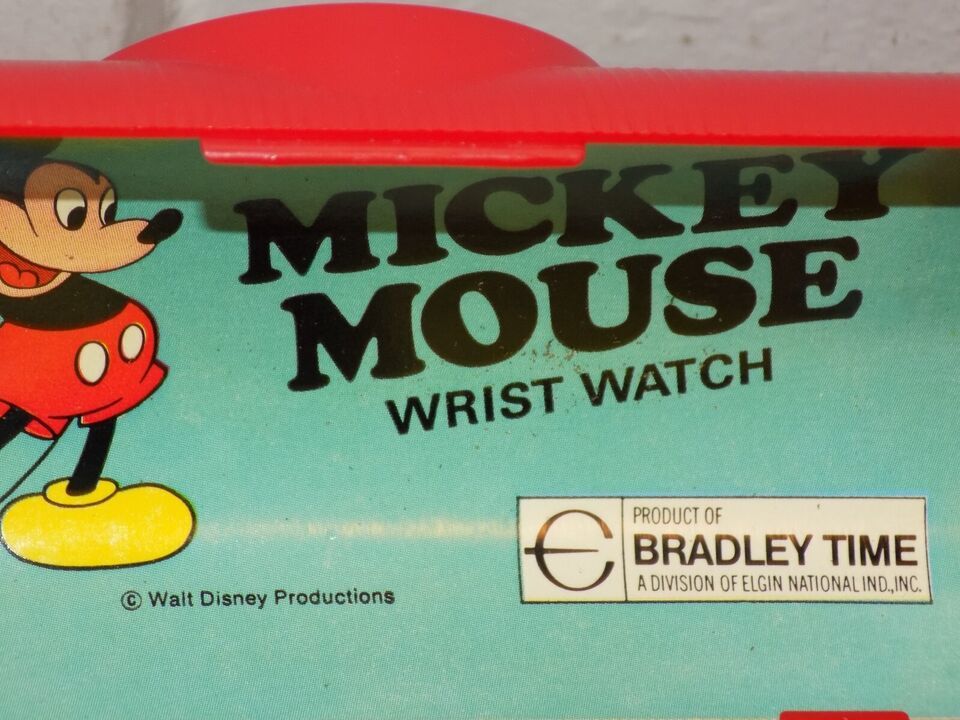 MICKEY
MOUSE
WRIST WATCH
PRODUCT OF
BRADLEY TIME
A DIVISION OF ELGIN NATIONAL IND., INC.
© Walt Disney Productions